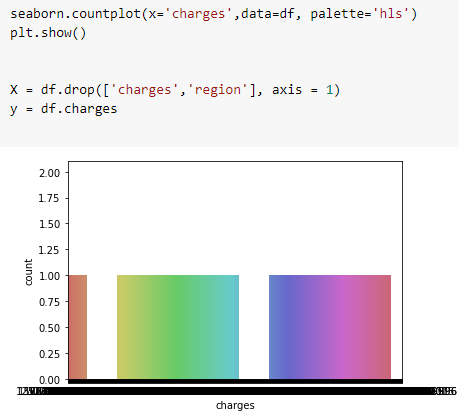 seaborn.countplot(x='charges',data=df, palette='hls')
plt.show()
X = df.drop(['charges','region'], axis = 1)
y = df.charges
2.00
1.75
1.50
1.25
1.00
0.75
0.50
0.25
0.00
count
charges